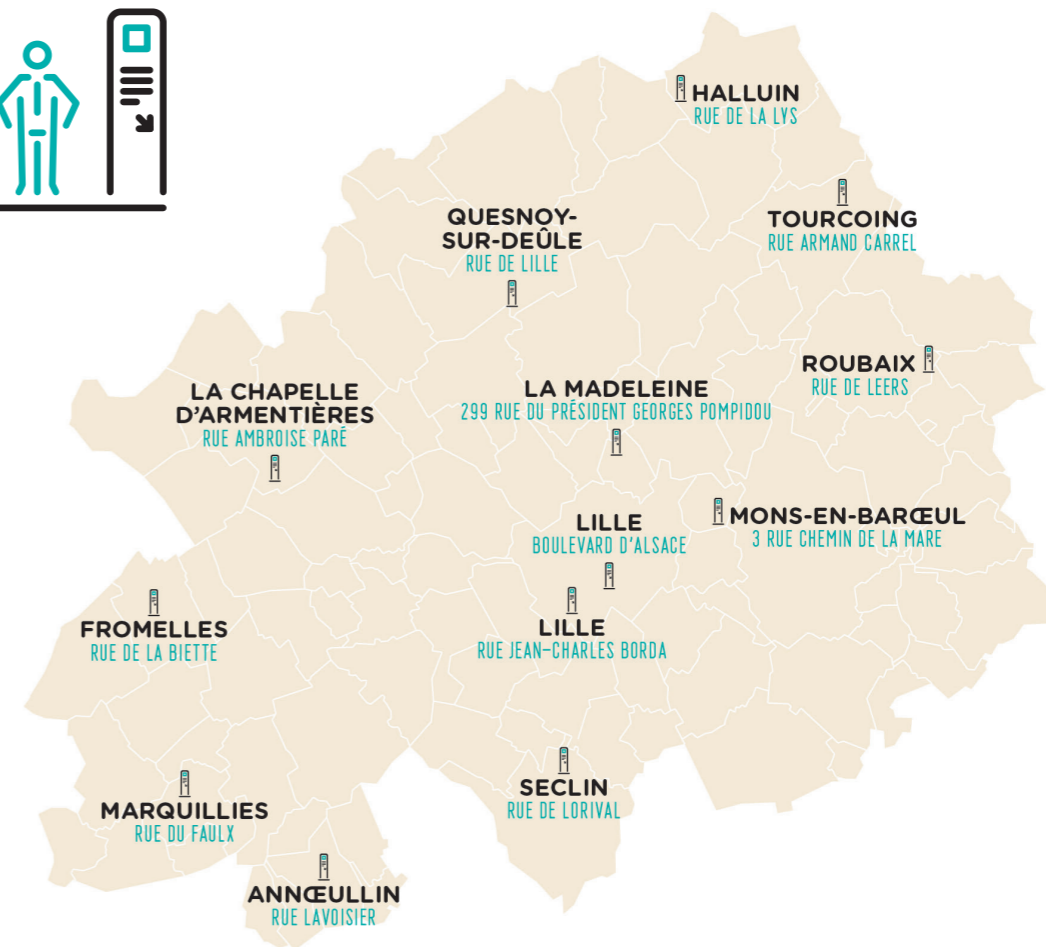 HALLUIN
RUE DE LA LYS
TOURCOING
RUE ARMAND CARREL
QUESNOY-
SUR-DEÛLE
RUE DE LILLE
ROUBAIX
RUE DE LEERS
LA CHAPELLE
D'ARMENTIÈRES
RUE AMBROISE PARÉ
LA MADELEINE
299 RUE DU PRÉSIDENT GEORGES POMPIDOU
MONS-EN-BARŒUL
3 RUE CHEMIN DE LA MARE
LILLE
BOULEVARD D'ALSACE
LILLE
RUE JEAN-CHARLES BORDA
FROMELLES
RUE DE LA BIETTE
SECLIN
RUE DE LORIVAL
MARQUILLIES
RUE DU FAULX
ANNŒULLIN
RUE LAVOISIER